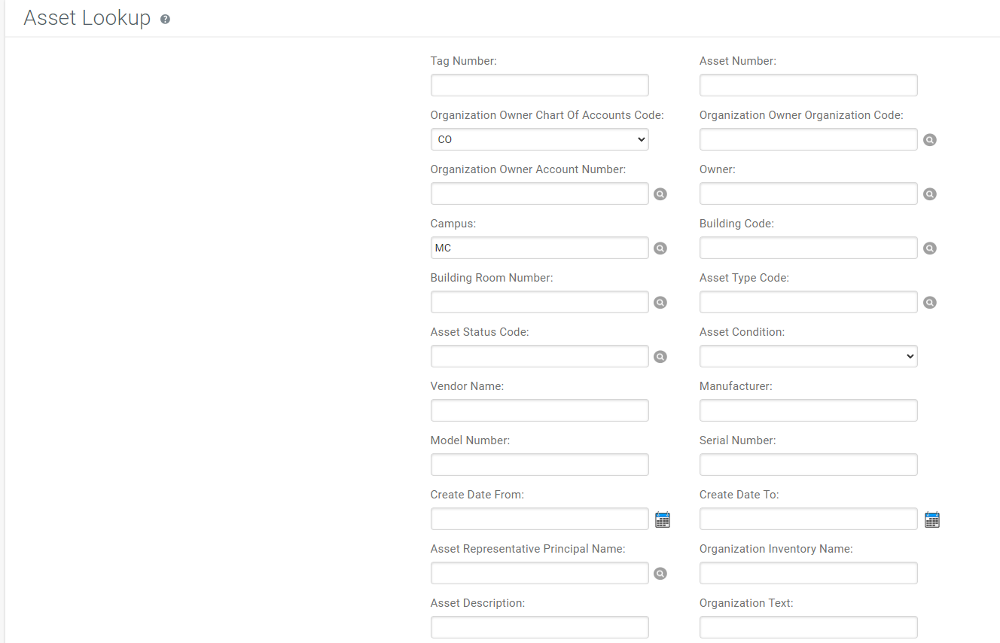 Asset Lookup ?
Tag Number: Asset Number:
Organization Owner Chart Of Accounts Code: Organization Owner Organization Code:
CO
Organization Owner Account Number: Owner:
Campus: Building Code:
MC
Building Room Number: Asset Type Code:
Asset Status Code: Asset Condition:
Vendor Name: Manufacturer:
Model Number: Serial Number:
Create Date From: Create Date To:
Asset Representative Principal Name: Organization Inventory Name:
Asset Description: Organization Text: